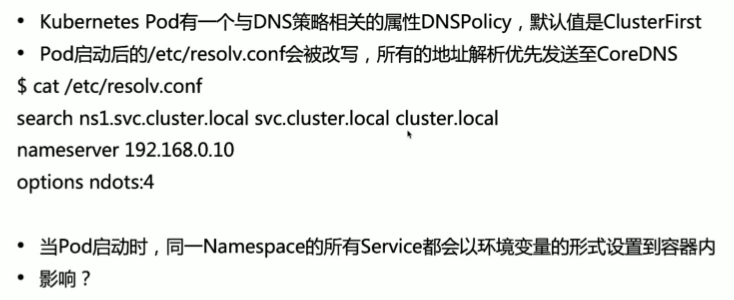 • Kubernetes Pod有一个与DNS策略相关的属性DNSPolicy，默认值是ClusterFirst
• Pod启动后的/etc/resolv.conf会被改写，所有的地址解析优先发送至CoreDNS
$ cat /etc/resolv.conf
search ns1.svc.cluster.local svc.cluster.local cluster.local
nameserver 192.168.0.10
options ndots:4
• 当Pod启动时，同一Namespace的所有Service都会以环境变量的形式设置到容器内
• 影响？